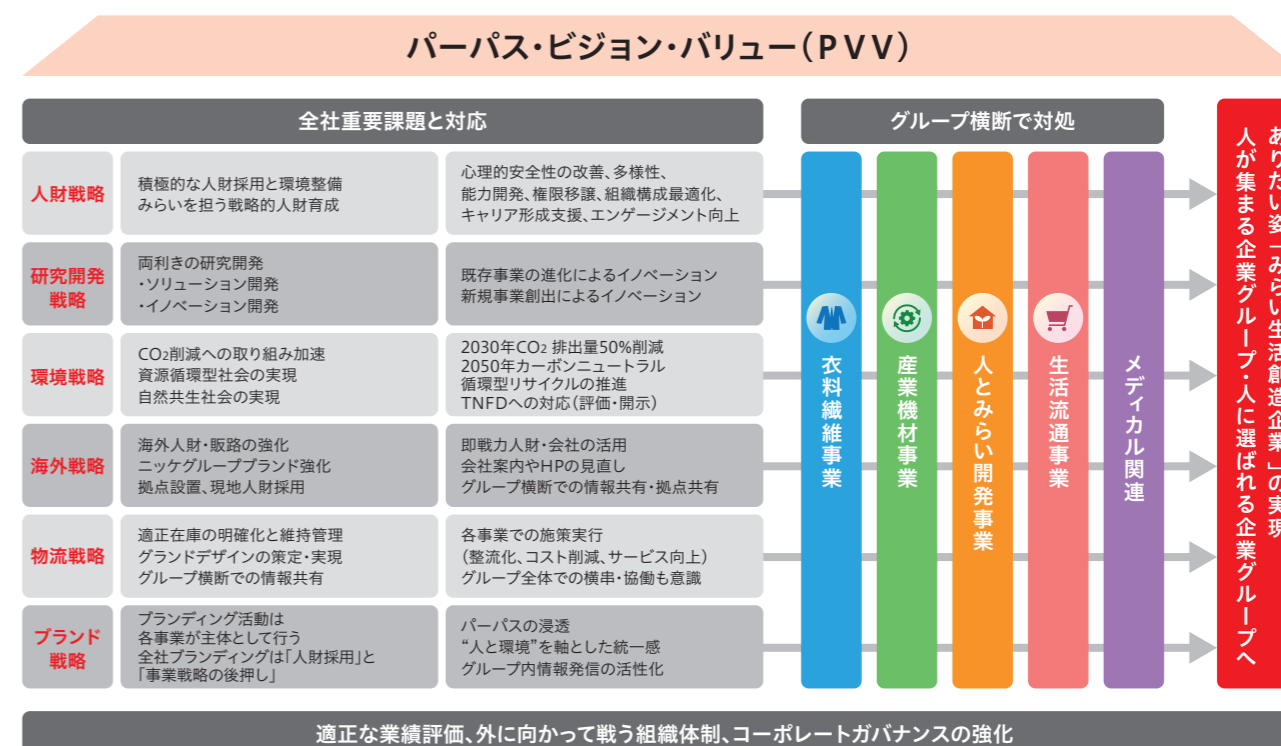 パーパス・ビジョン・バリュー（PVV）
全社重要課題と対応
グループ横断で対処
人財戦略
積極的な人財採用と環境整備
みらいを担う戦略的人財育成
心理的安全性の改善、多様性、
能力開発、権限移譲、組織構成最適化、
キャリア形成支援、エンゲージメント向上
研究開発
戦略
両利きの研究開発
・ソリューション開発
・イノベーション開発
既存事業の進化によるイノベーション
新規事業創出によるイノベーション
環境戦略
CO2削減への取り組み加速
資源循環型社会の実現
自然共生社会の実現
2030年CO2 排出量50%削減
2050年カーボンニュートラル
循環型リサイクルの推進
TNFDへの対応（評価・開示）
海外戦略
海外人財・販路の強化
ニッケグループブランド強化
拠点設置、現地人財採用
即戦力人財・会社の活用
会社案内やHPの見直し
グループ横断での情報共有・拠点共有
物流戦略
適正在庫の明確化と維持管理
グランドデザインの策定・実現
グループ横断での情報共有
各事業での施策実行
（整流化、コスト削減、サービス向上）
グループ全体での横串・協働も意識
ブランド
戦略
ブランディング活動は
各事業が主体として行う
全社ブランディングは「人財採用」と
「事業戦略の後押し」
パーパスの浸透
“人と環境”を軸とした統一感
グループ内情報発信の活性化
衣料繊維事業
産業機材事業
人とみらい開発事業
生活流通事業
メディカル関連
ありたい姿「みらい生活創造企業」の実現
人が集まる企業グループ・人に選ばれる企業グループへ
適正な業績評価、外に向かって戦う組織体制、コーポレートガバナンスの強化